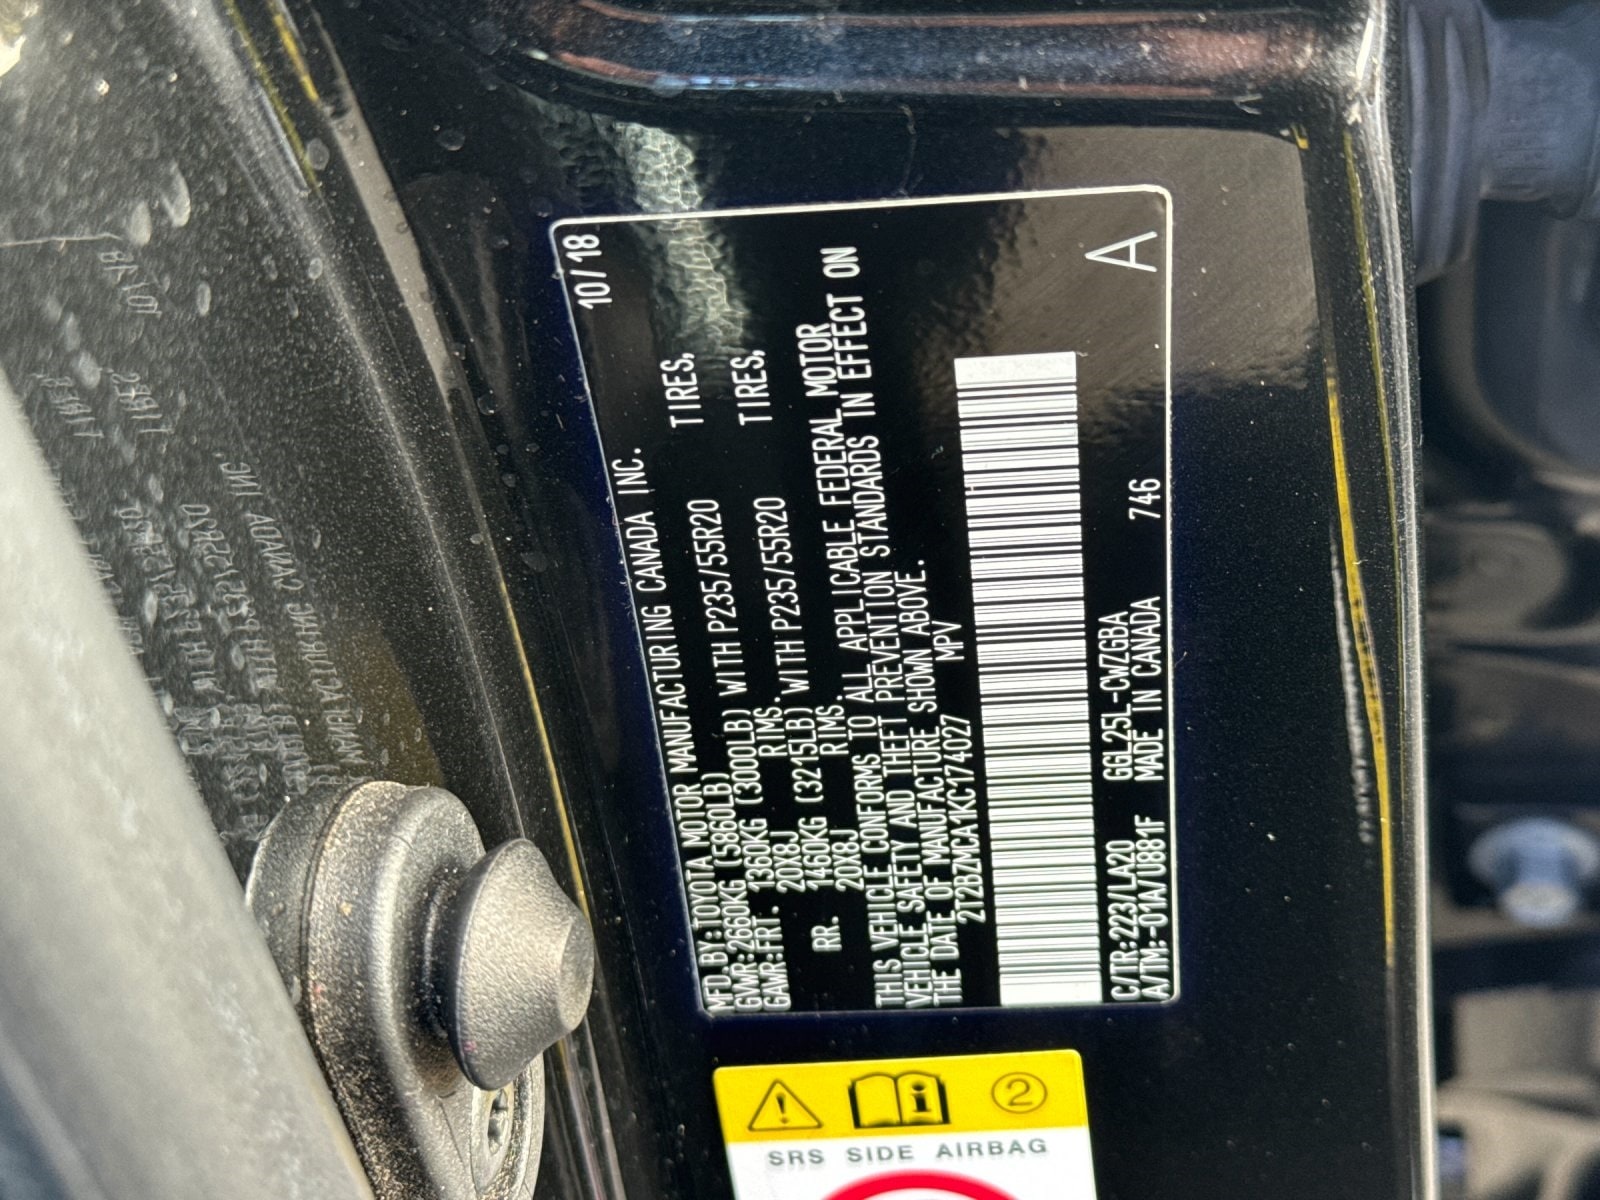 10/18
MFD.BY:TOYOTA MOTOR MANUFACTURING CANADA INC.
GVWR:2660KG (5860LB)
GAWR:FRT. 1360KG (3000LB) WITH P235/55R20 TIRES,
20X8J RIMS.
RR. 1460KG (3215LB) WITH P235/55R20 TIRES,
20X8J RIMS.
THIS VEHICLE CONFORMS TO ALL APPLICABLE FEDERAL MOTOR
VEHICLE SAFETY AND THEFT PREVENTION STANDARDS IN EFFECT ON
THE DATE OF MANUFACTURE SHOWN ABOVE.
2T2BZMCA1KC174027 MPV
C/TR:223/LA20 GGL25L-CWZGBA
A/TM:-01A/U881F MADE IN CANADA 746
A
2
SRS SIDE AIRBAG